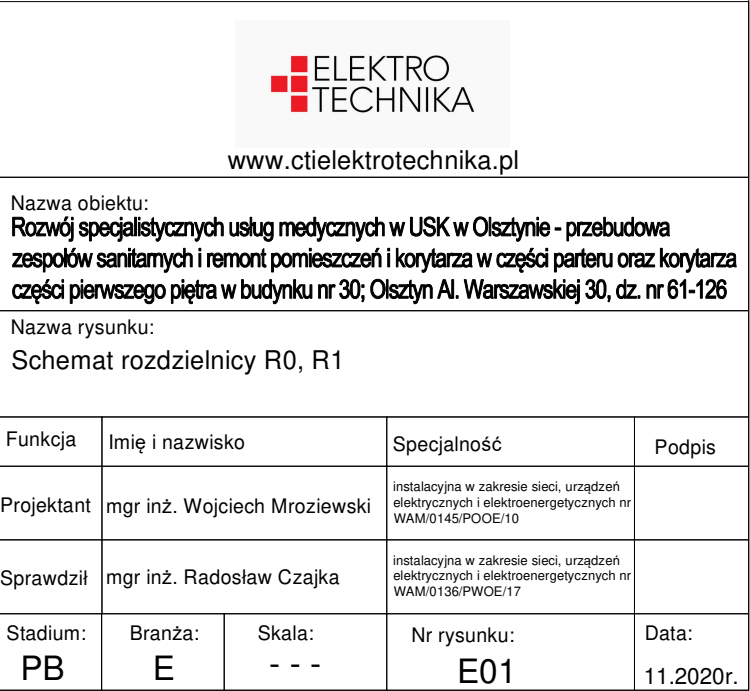 ELEKTRO
TECHNIKA
www.ctielektrotechnika.pl
Nazwa obiektu:
Rozwój specjalistycznych usług medycznych w USK w Olsztynie - przebudowa
zespołów sanitarnych i remont pomieszczeń i korytarza w części parteru oraz korytarza
części pierwszego piętra w budynku nr 30; Olsztyn Al. Warszawskiej 30, dz. nr 61-126
Nazwa rysunku:
Schemat rozdzielnicy R0, R1
Funkcja Imię i nazwisko Specjalność Podpis
Projektant mgr inż. Wojciech Mroziewski
instalacyjna w zakresie sieci, urządzeń
elektrycznych i elektroenergetycznych nr
WAM/0145/POOE/10
Sprawdził mgr inż. Radosław Czajka
instalacyjna w zakresie sieci, urządzeń
elektrycznych i elektroenergetycznych nr
WAM/0136/PWOE/17
Stadium: Branża: Skala: Nr rysunku: Data:
PB E - - - E01 11.2020r.